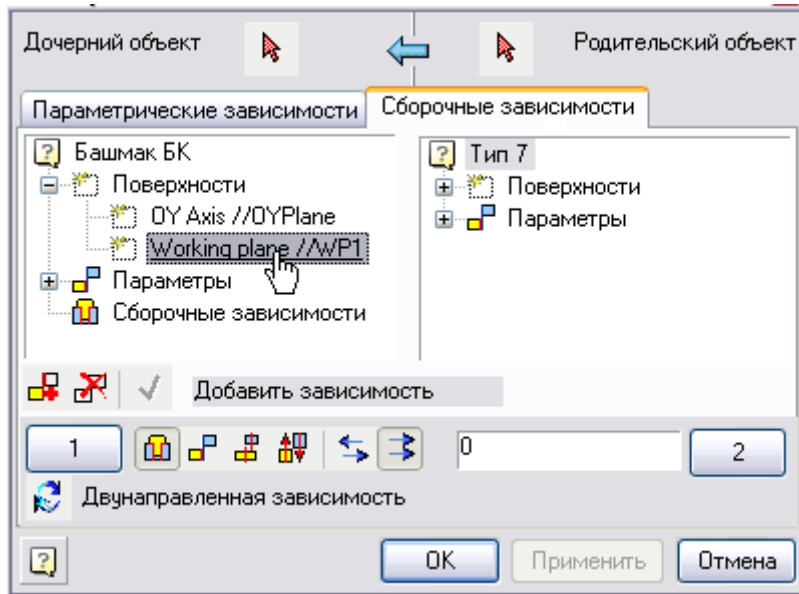 Дочерний объект
Родительский объект
Параметрические зависимости
Сборочные зависимости
Башмак БК
Поверхности
OY Axis //OYPlane
Working plane //WP1
Параметры
Сборочные зависимости
Тип 7
Поверхности
Параметры
Добавить зависимость
1
0
2
Двунаправленная зависимость
OK
Применить
Отмена